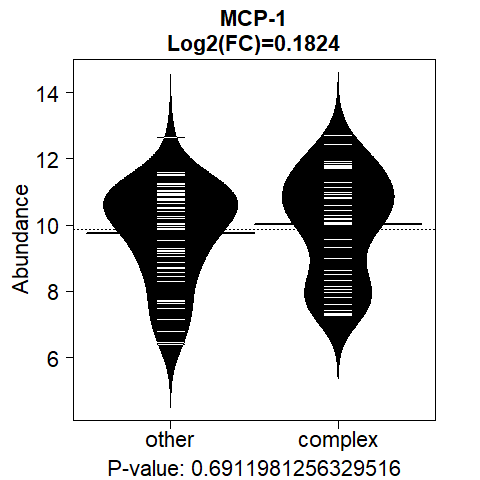 MCP-1
Log2(FC)=0.1824
Abundance
14
12
10
8
6
other complex
P-value: 0.6911981256329516